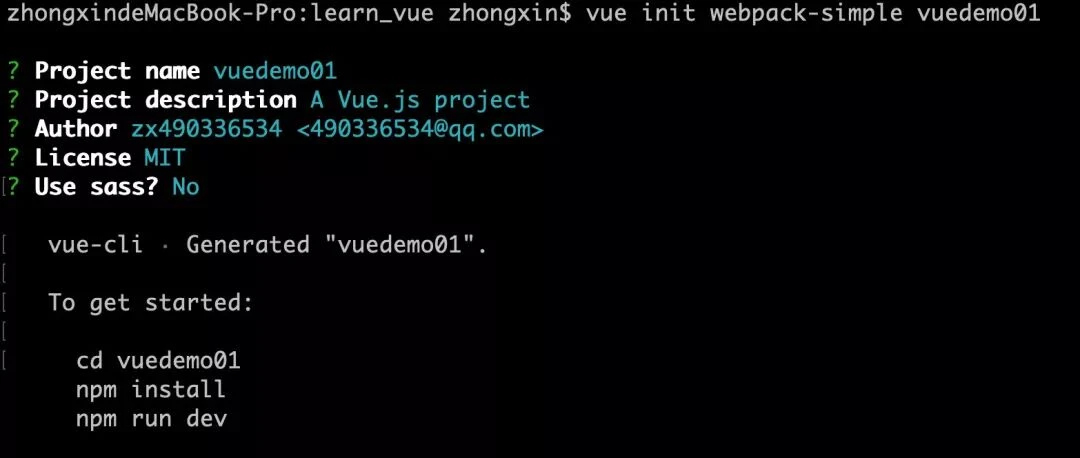 zhongxindeMacBook-Pro:learn_vue zhongxin$ vue init webpack-simple vuedemo01
? Project name vuedemo01
? Project description A Vue.js project
? Author zx490336534 <490336534@qq.com>
? License MIT
[? Use sass? No
[   vue-cli · Generated "vuedemo01".
[
[   To get started:
[
[     cd vuedemo01
npm install
npm run dev